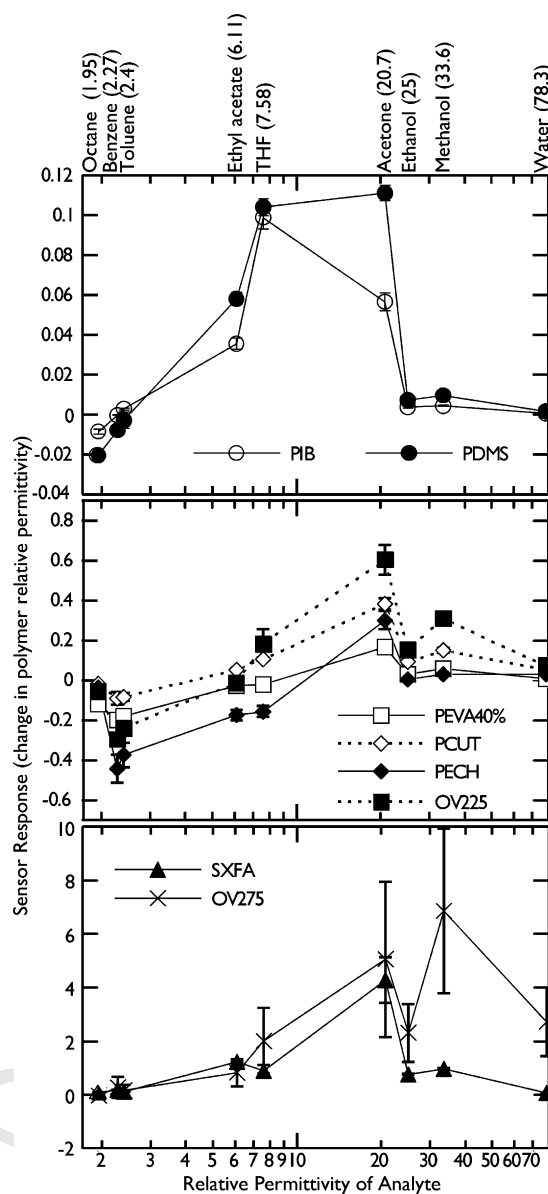 Octane (1.95)
Benzene (2.27)
Toluene (2.4)
Ethyl acetate (6.11)
THF (7.58)
Acetone (20.7)
Ethanol (25)
Methanol (33.6)
Water (78.3)
Sensor Response (change in polymer relative permittivity)
0.12
0.1
0.08
0.06
0.04
0.02
0
-0.02
-0.04
PIB
PDMS
0.8
0.6
0.4
0.2
0
-0.2
-0.4
-0.6
PEVA40%
PCUT
PECH
OV225
10
8
6
4
2
0
-2
SXFA
OV275
2 3 4 5 6 7 8 9 10 20 30 40 50 60 70
Relative Permittivity of Analyte